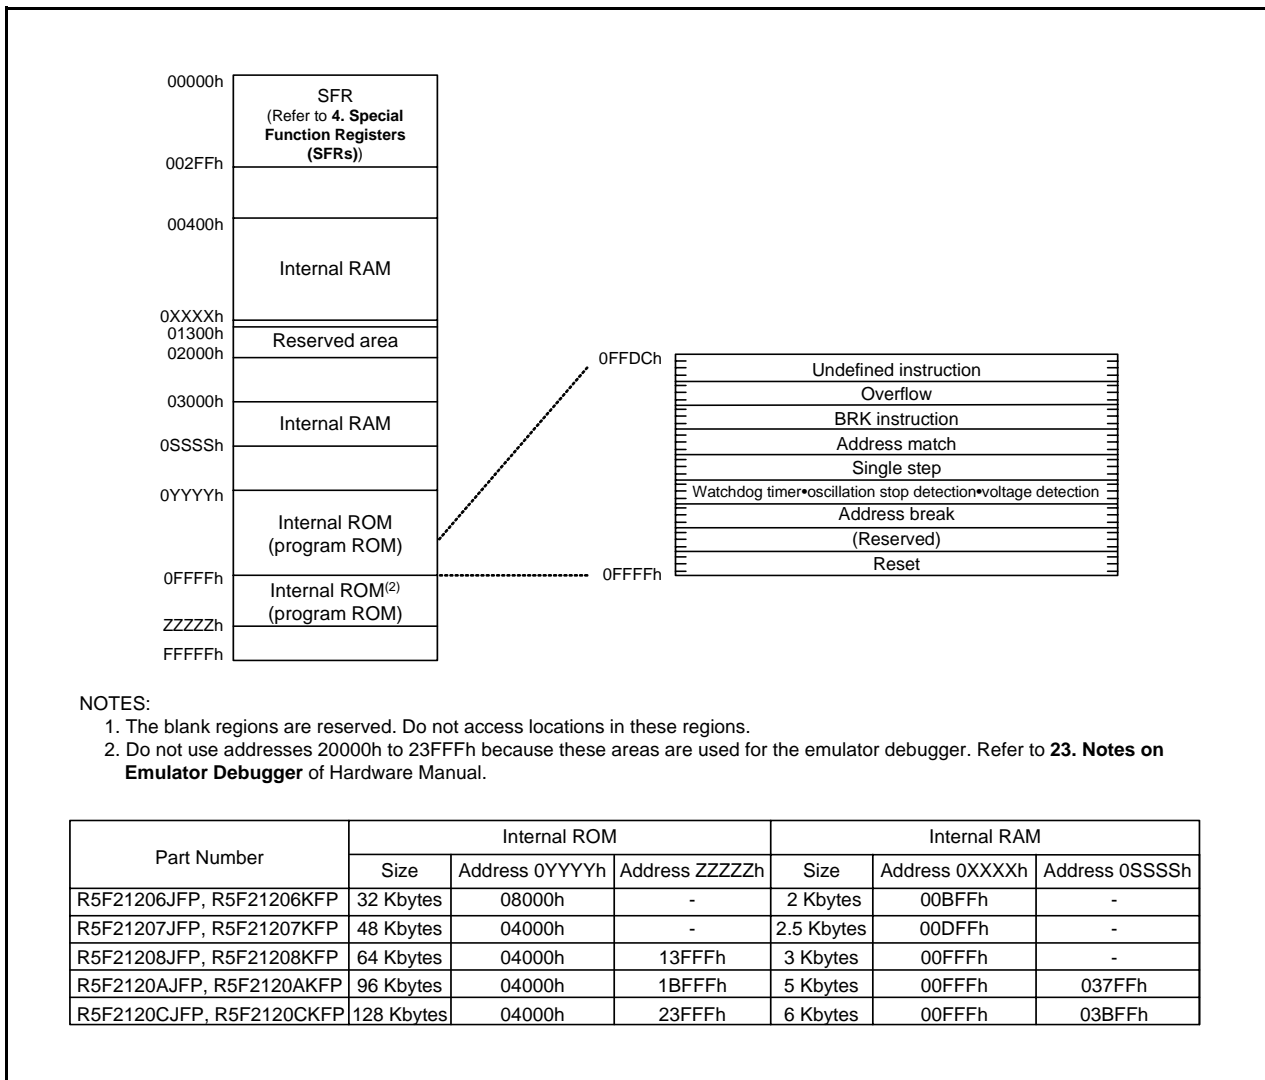 00000h
SFR
(Refer to 4. Special
Function Registers
(SFRs))
002FFh
00400h
Internal RAM
0XXXXh
01300h
Reserved area
02000h
03000h
Internal RAM
0SSSSh
0YYYYh
Internal ROM
(program ROM)
0FFFFh
Internal ROM(2)
(program ROM)
ZZZZZh
FFFFFh
0FFDCh
Undefined instruction
Overflow
BRK instruction
Address match
Single step
Watchdog timer•oscillation stop detection•voltage detection
Address break
(Reserved)
Reset
0FFFFh
NOTES:
1. The blank regions are reserved. Do not access locations in these regions.
2. Do not use addresses 20000h to 23FFFh because these areas are used for the emulator debugger. Refer to 23. Notes on
Emulator Debugger of Hardware Manual.
Part Number Internal ROM Internal RAM
Size Address 0YYYYh Address ZZZZZh Size Address 0XXXXh Address 0SSSSh
R5F21206JFP, R5F21206KFP 32 Kbytes 08000h - 2 Kbytes 00BFFh -
R5F21207JFP, R5F21207KFP 48 Kbytes 04000h - 2.5 Kbytes 00DFFh -
R5F21208JFP, R5F21208KFP 64 Kbytes 04000h 13FFFh 3 Kbytes 00FFFh -
R5F2120AJFP, R5F2120AKFP 96 Kbytes 04000h 1BFFFh 5 Kbytes 00FFFh 037FFh
R5F2120CJFP, R5F2120CKFP 128 Kbytes 04000h 23FFFh 6 Kbytes 00FFFh 03BFFh